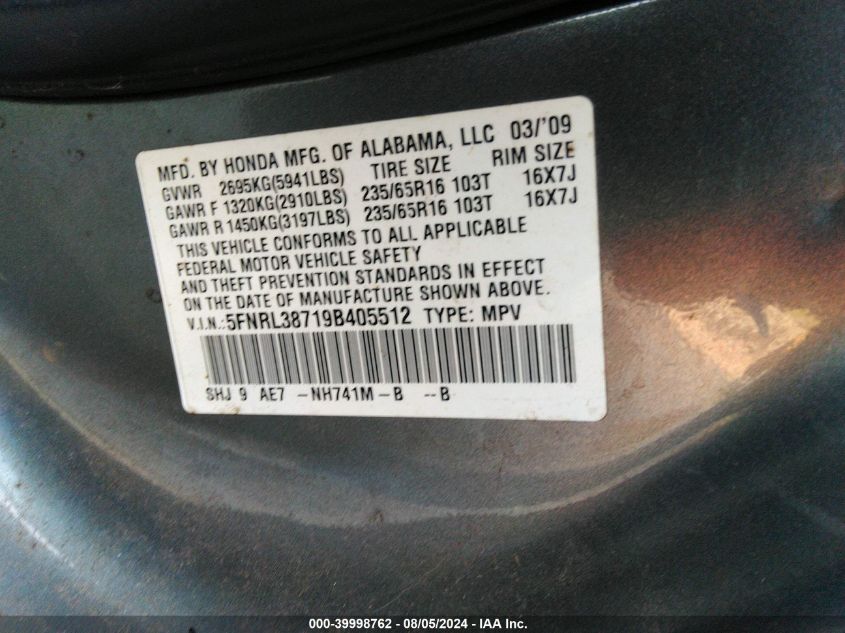 MFD. BY HONDA MFG. OF ALABAMA, LLC 03/'09
GVWR 2695KG(5941LBS) TIRE SIZE RIM SIZE
GAWR F 1320KG(2910LBS) 235/65R16 103T 16X7J
GAWR R 1450KG(3197LBS) 235/65R16 103T 16X7J
THIS VEHICLE CONFORMS TO ALL APPLICABLE
FEDERAL MOTOR VEHICLE SAFETY
AND THEFT PREVENTION STANDARDS IN EFFECT
ON THE DATE OF MANUFACTURE SHOWN ABOVE.
V.I.N.:5FNRL38719B405512 TYPE: MPV
SHJ 9 AE7 -NH741M-B --B
000-39998762 - 08/05/2024 - IAA Inc.